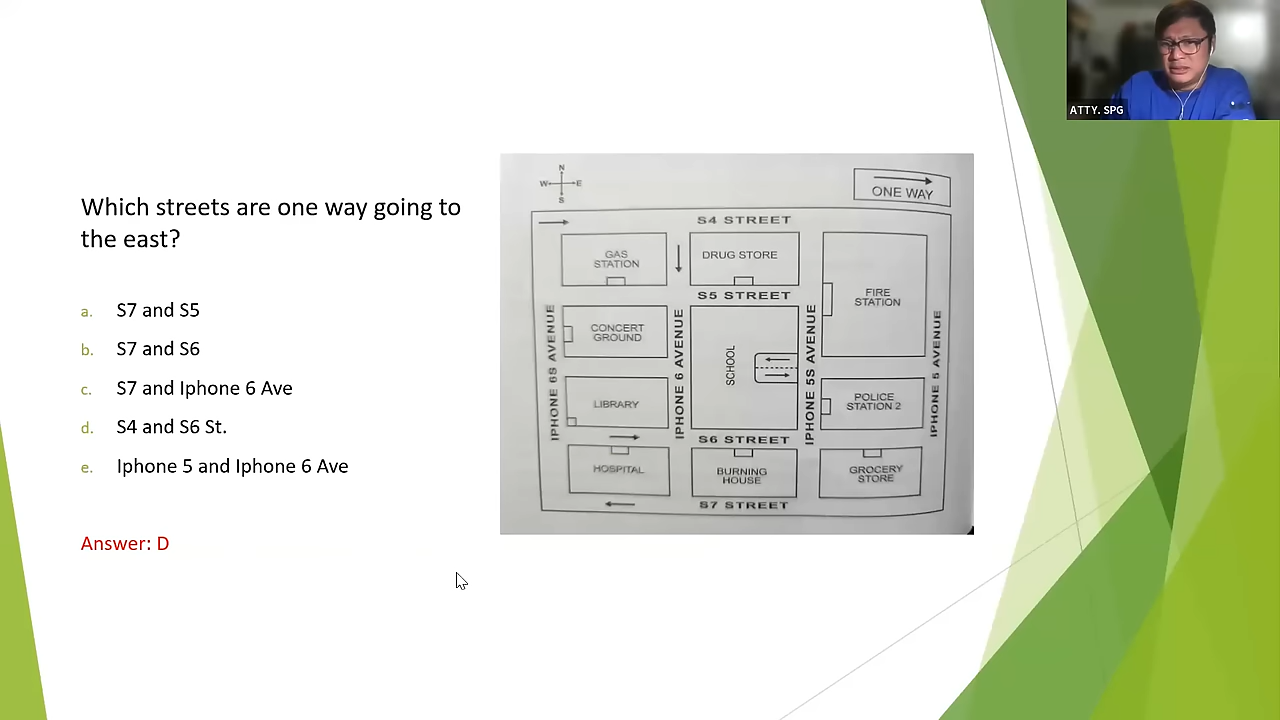 ATTY. SPG
Which streets are one way going to
the east?
a. S7 and S5
b. S7 and S6
c. S7 and Iphone 6 Ave
d. S4 and S6 St.
e. Iphone 5 and Iphone 6 Ave
Answer: D
N
W E
S
ONE WAY
S4 STREET
GAS
STATION
DRUG STORE
FIRE
STATION
S5 STREET
IPHONE 6S AVENUE
CONCERT
GROUND
IPHONE 6 AVENUE
SCHOOL
IPHONE 5S AVENUE
IPHONE 5 AVENUE
LIBRARY
POLICE
STATION 2
S6 STREET
HOSPITAL
BURNING
HOUSE
GROCERY
STORE
S7 STREET